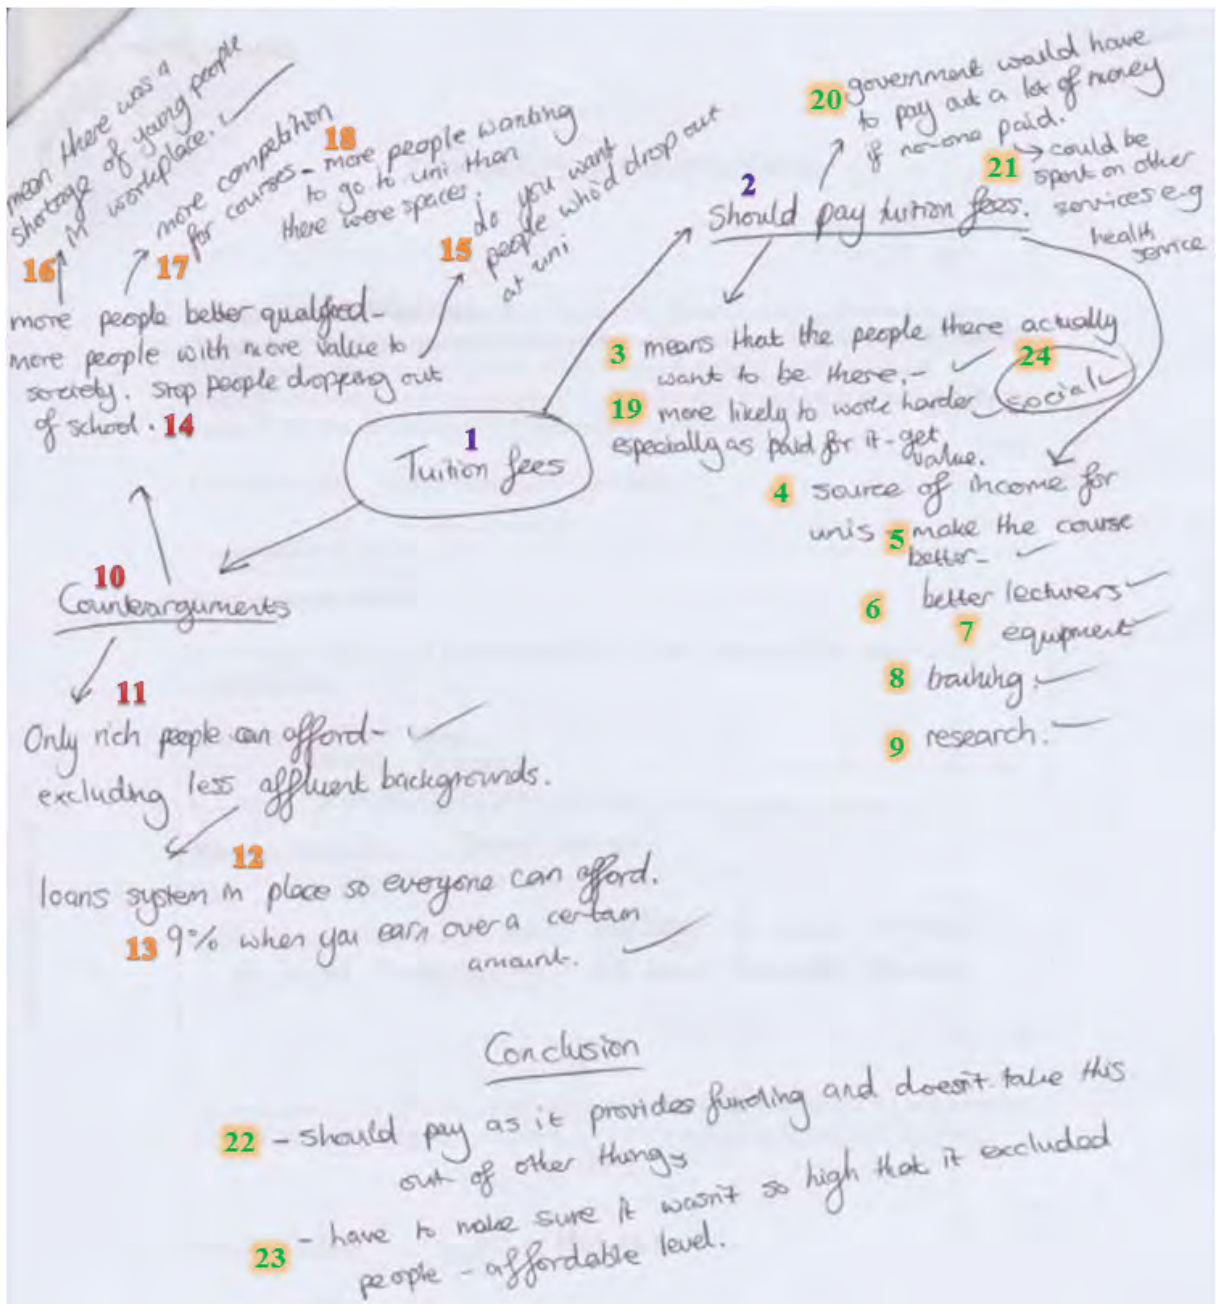 mean there was a
shortage of young people
in workplace.
16
17 more competition
for courses -
18
more people wanting
to go to uni than
there were spaces.
15 do you want
people who'd drop out
at uni
more people better qualified-
more people with more value to
society. stop people dropping out
of school. 14
20 government would have
to pay out a lot of money
if no-one paid.
21 could be
spent on other
services e.g
health
service
2
Should pay tuition fees.
3 means that the people there actually
want to be there.-
24
social
19 more likely to work harder
especially as paid for it - get
value.
4 source of income for
unis - 5 make the course
better-
6 better lecturers
7 equipment
8 training.
9 research.
1
Tuition fees
10
Counterarguments
11
Only rich people can afford-
excluding less affluent backgrounds.
12
loans system in place so everyone can afford.
13 9% when you earn over a certain
amount.
Conclusion
22 - should pay as it provides funding and doesn't take this
out of other things
23 - have to make sure it wasn't so high that it excluded
people - affordable level.